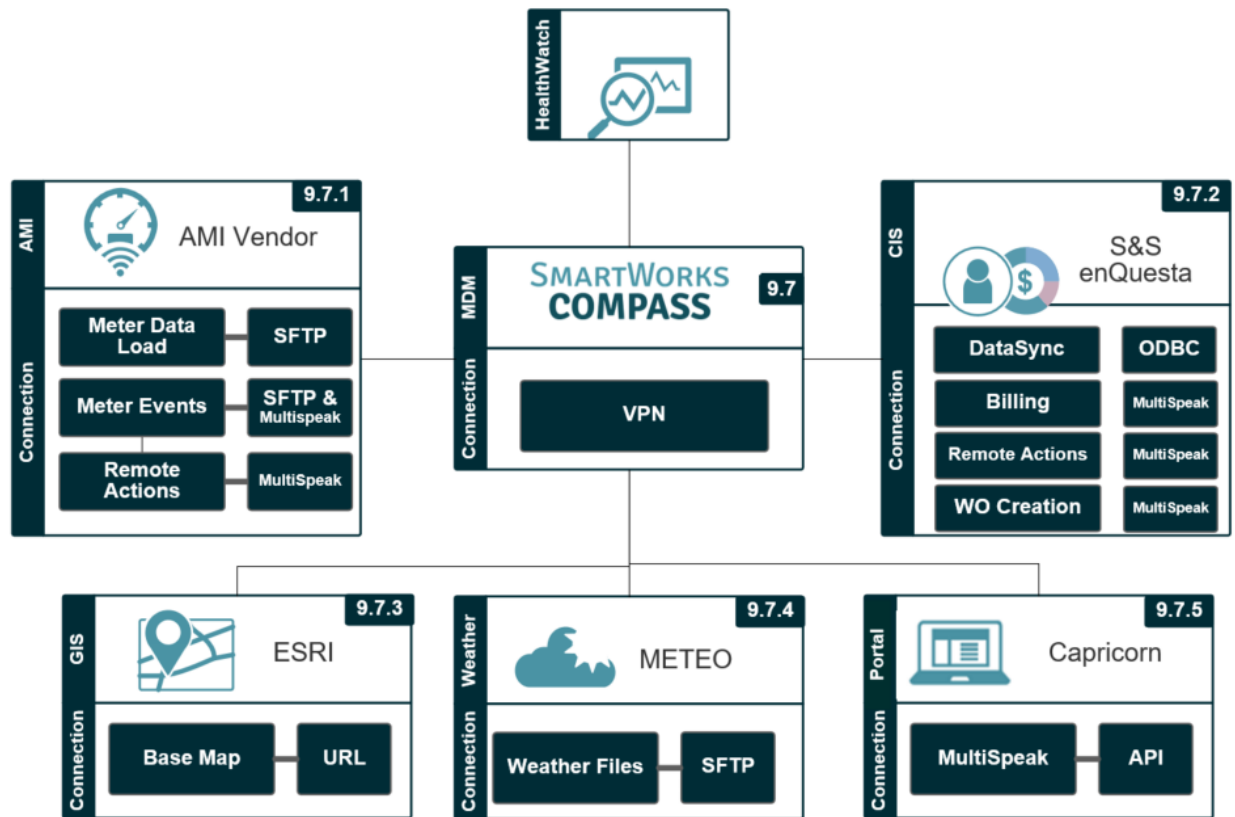 HealthWatch
AMI
9.7.1
AMI Vendor
Connection
Meter Data
Load
SFTP
Meter Events
SFTP &
Multispeak
Remote
Actions
MultiSpeak
MDM
SMARTWORKS
COMPASS
9.7
Connection
VPN
CIS
9.7.2
S&S
enQuesta
$
Connection
DataSync
ODBC
Billing
MultiSpeak
Remote Actions
MultiSpeak
WO Creation
MultiSpeak
GIS
9.7.3
ESRI
Connection
Base Map
URL
Weather
9.7.4
METEO
Connection
Weather Files
SFTP
Portal
9.7.5
Capricorn
Connection
MultiSpeak
API